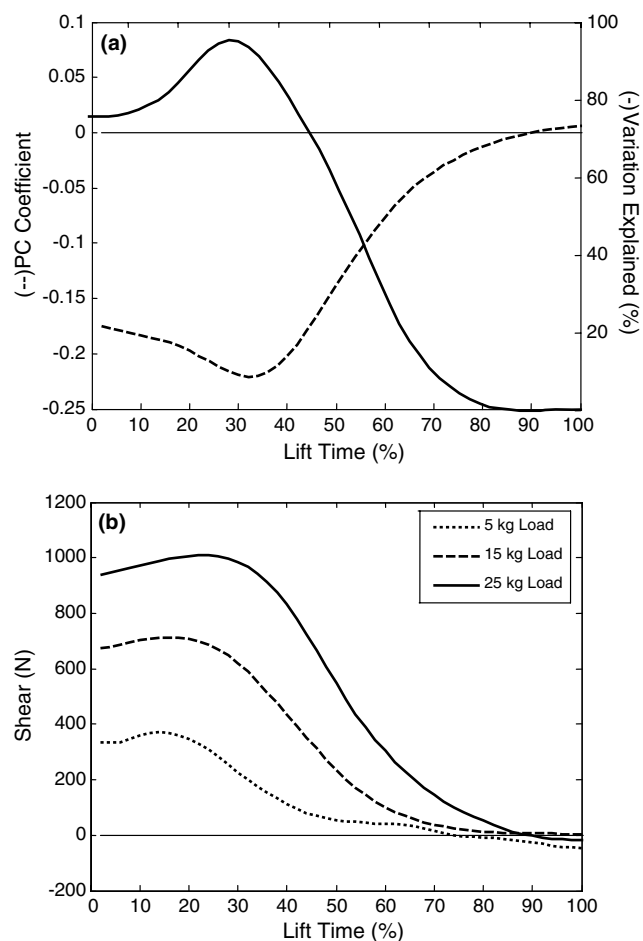 (a)
0.1
0.05
0
-0.05
-0.1
-0.15
-0.2
-0.25
(--)PC Coefficient
100
80
60
40
20
(-)Variation Explained (%)
0 10 20 30 40 50 60 70 80 90 100
Lift Time (%)
(b)
1200
1000
800
600
400
200
0
-200
Shear (N)
5 kg Load
15 kg Load
25 kg Load
0 10 20 30 40 50 60 70 80 90 100
Lift Time (%)